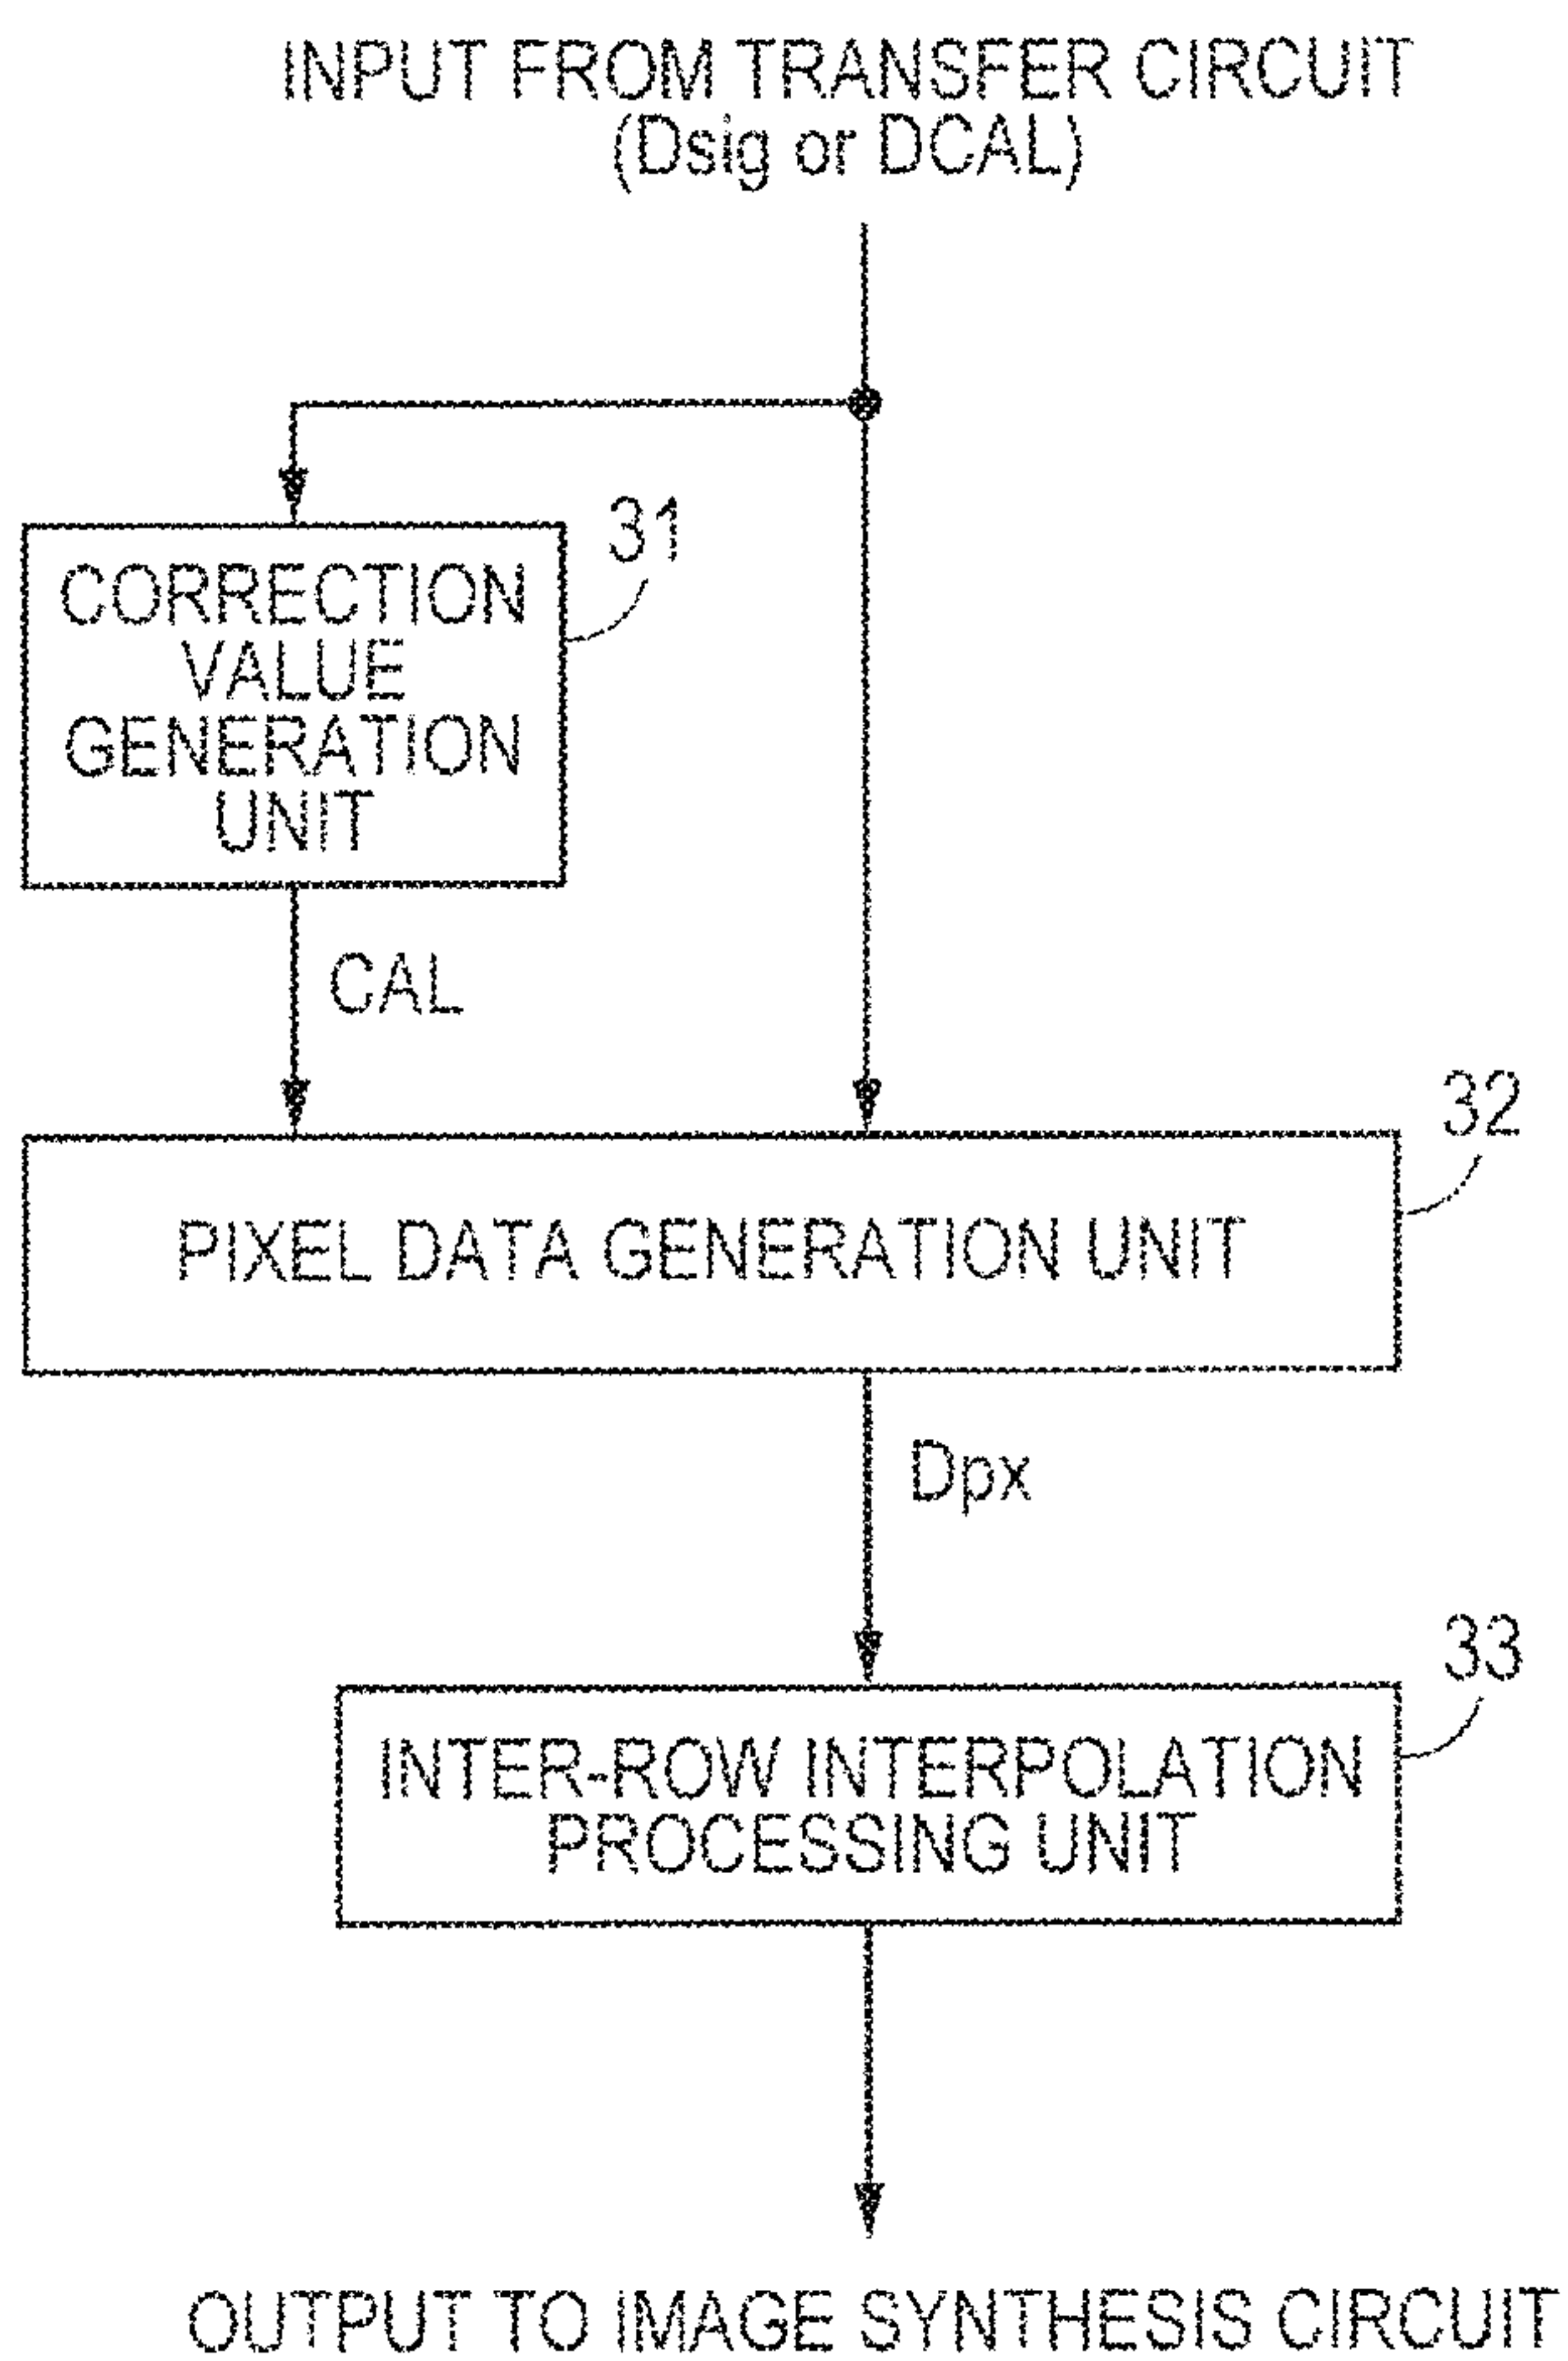 INPUT FROM TRANSFER CIRCUIT
(Dsig or DCAL)
31
CORRECTION
VALUE
GENERATION
UNIT
CAL
32
PIXEL DATA GENERATION UNIT
Dpx
33
INTER-ROW INTERPOLATION
PROCESSING UNIT
OUTPUT TO IMAGE SYNTHESIS CIRCUIT